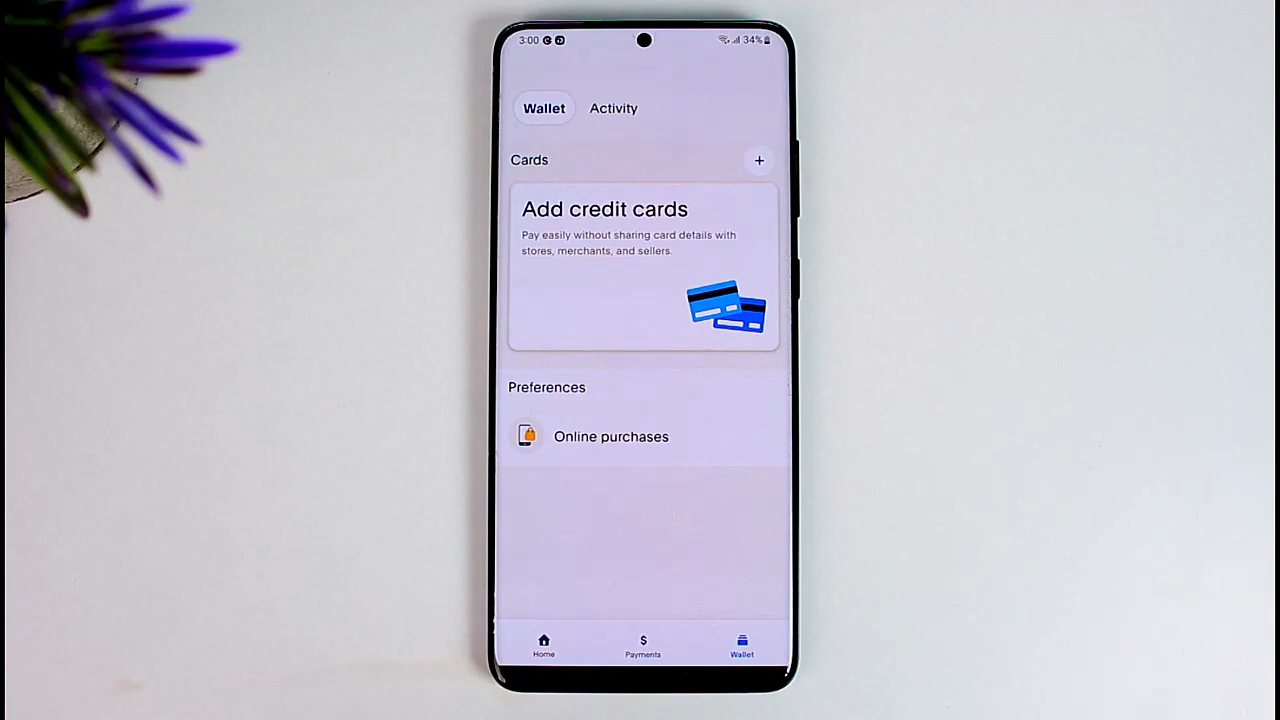 3:00 34%
Wallet Activity
Cards +
Add credit cards
Pay easily without sharing card details with
stores, merchants, and sellers.
Preferences
Online purchases
$
Home Payments Wallet